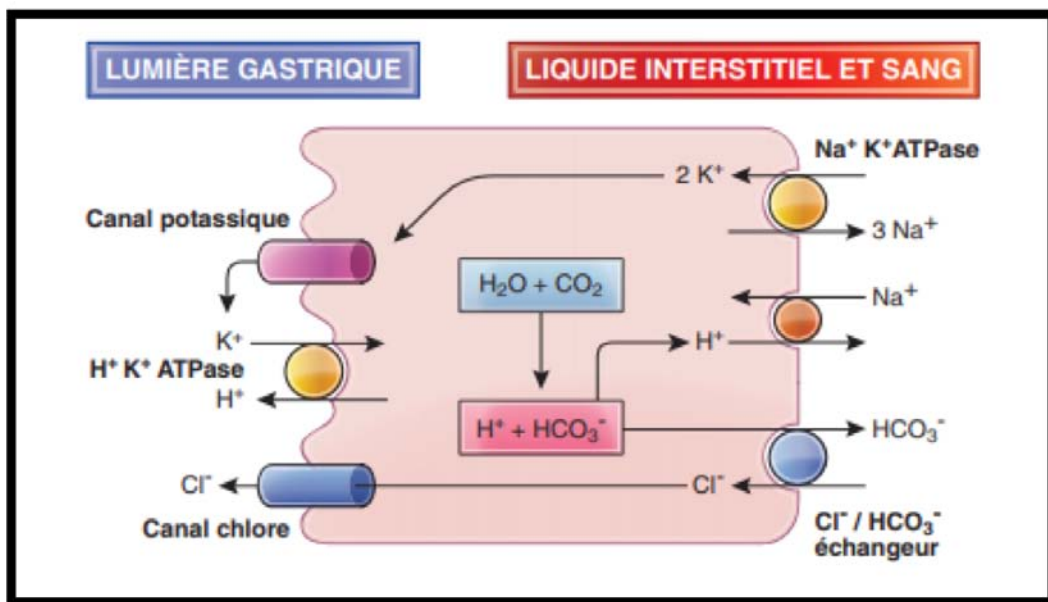 LUMIÈRE GASTRIQUE
LIQUIDE INTERSTITIEL ET SANG
Na⁺ K⁺ATPase
2 K⁺
Canal potassique
3 Na⁺
H₂O + CO₂
Na⁺
K⁺
H⁺
H⁺ K⁺ ATPase
H⁺
H⁺ + HCO₃⁻
HCO₃⁻
Cl⁻
Cl⁻
Canal chlore
Cl⁻ / HCO₃⁻
échangeur